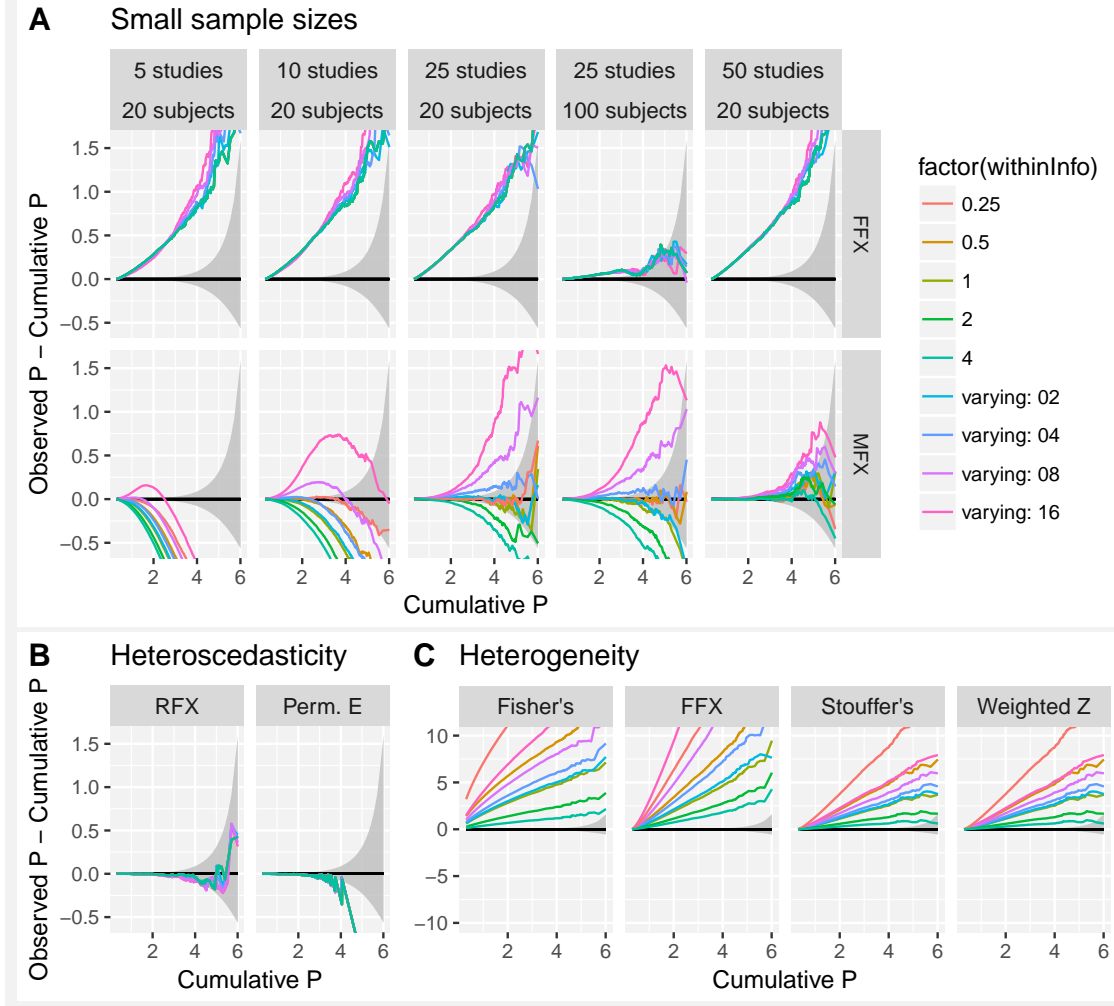 A Small sample sizes
5 studies 10 studies 25 studies 25 studies 50 studies
20 subjects 20 subjects 20 subjects 100 subjects 20 subjects
Observed P − Cumulative P
1.5
1.0
0.5
0.0
−0.5
FFX
1.5
1.0
0.5
0.0
−0.5
MFX
2 4 6 2 4 6 2 4 6 2 4 6 2 4 6
Cumulative P
factor(withinInfo)
0.25
0.5
1
2
4
varying: 02
varying: 04
varying: 08
varying: 16
B Heteroscedasticity
RFX Perm. E
Observed P − Cumulative P
1.5
1.0
0.5
0.0
−0.5
2 4 6 2 4 6
Cumulative P
C Heterogeneity
Fisher's FFX Stouffer's Weighted Z
10
5
0
−5
−10
2 4 6 2 4 6 2 4 6 2 4 6
Cumulative P